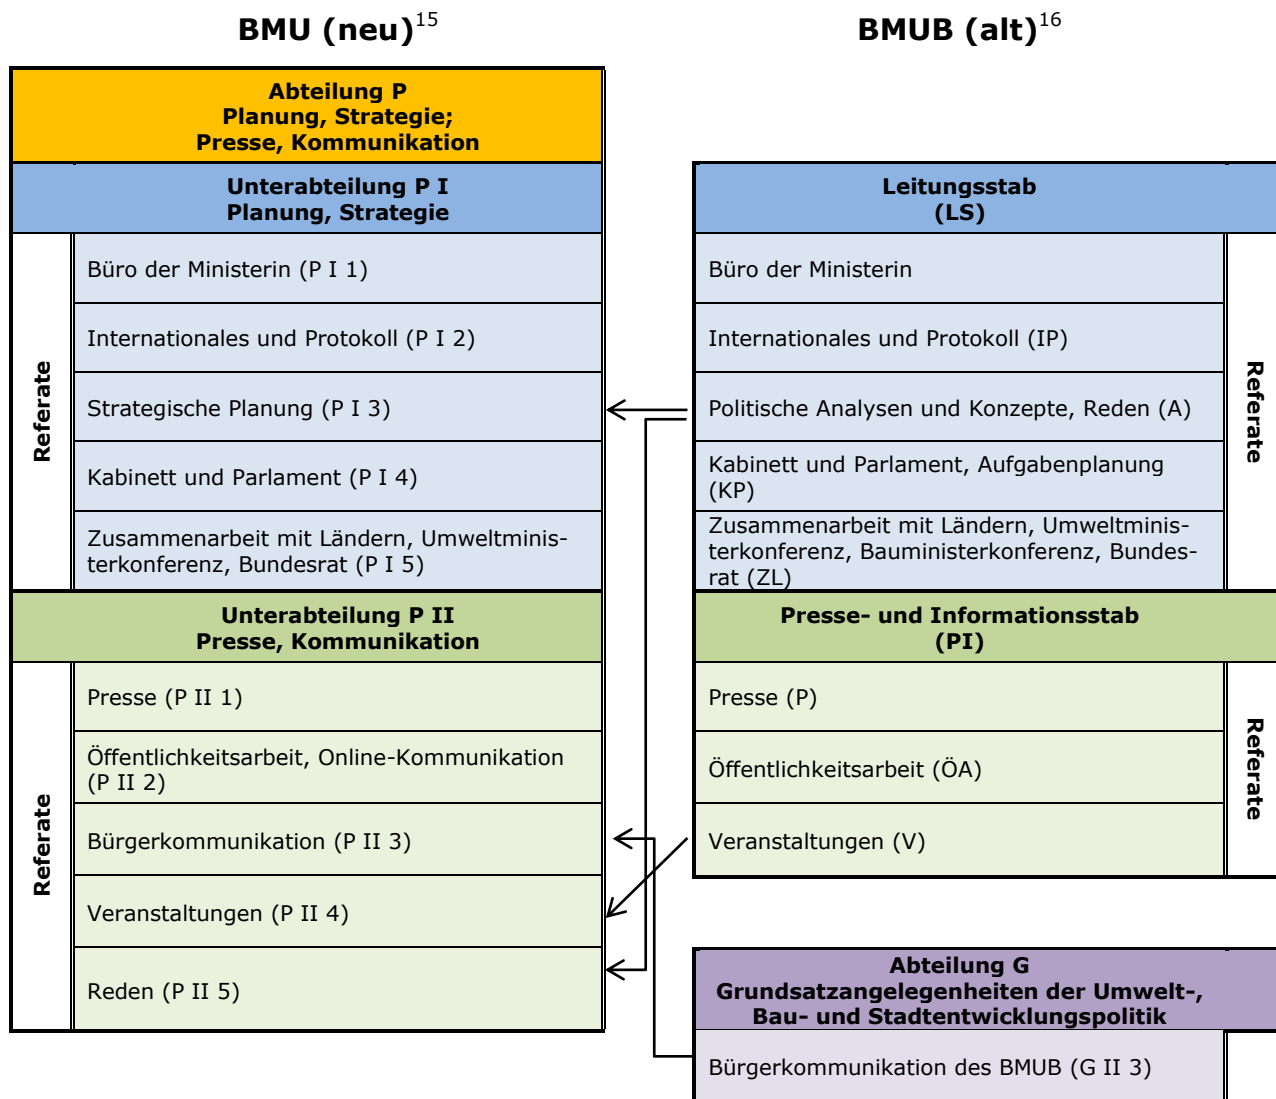 BMU (neu)15
BMUB (alt)16
Abteilung P
Planung, Strategie;
Presse, Kommunikation
Unterabteilung P I
Planung, Strategie
Referate
Büro der Ministerin (P I 1)
Internationales und Protokoll (P I 2)
Strategische Planung (P I 3)
Kabinett und Parlament (P I 4)
Zusammenarbeit mit Ländern, Umweltminis-
terkonferenz, Bundesrat (P I 5)
Unterabteilung P II
Presse, Kommunikation
Referate
Presse (P II 1)
Öffentlichkeitsarbeit, Online-Kommunikation
(P II 2)
Bürgerkommunikation (P II 3)
Veranstaltungen (P II 4)
Reden (P II 5)
Leitungsstab
(LS)
Büro der Ministerin
Internationales und Protokoll (IP)
Politische Analysen und Konzepte, Reden (A)
Kabinett und Parlament, Aufgabenplanung
(KP)
Zusammenarbeit mit Ländern, Umweltminis-
terkonferenz, Bauministerkonferenz, Bundes-
rat (ZL)
Referate
Presse- und Informationsstab
(PI)
Presse (P)
Öffentlichkeitsarbeit (ÖA)
Veranstaltungen (V)
Referate
Abteilung G
Grundsatzangelegenheiten der Umwelt-,
Bau- und Stadtentwicklungspolitik
Bürgerkommunikation des BMUB (G II 3)